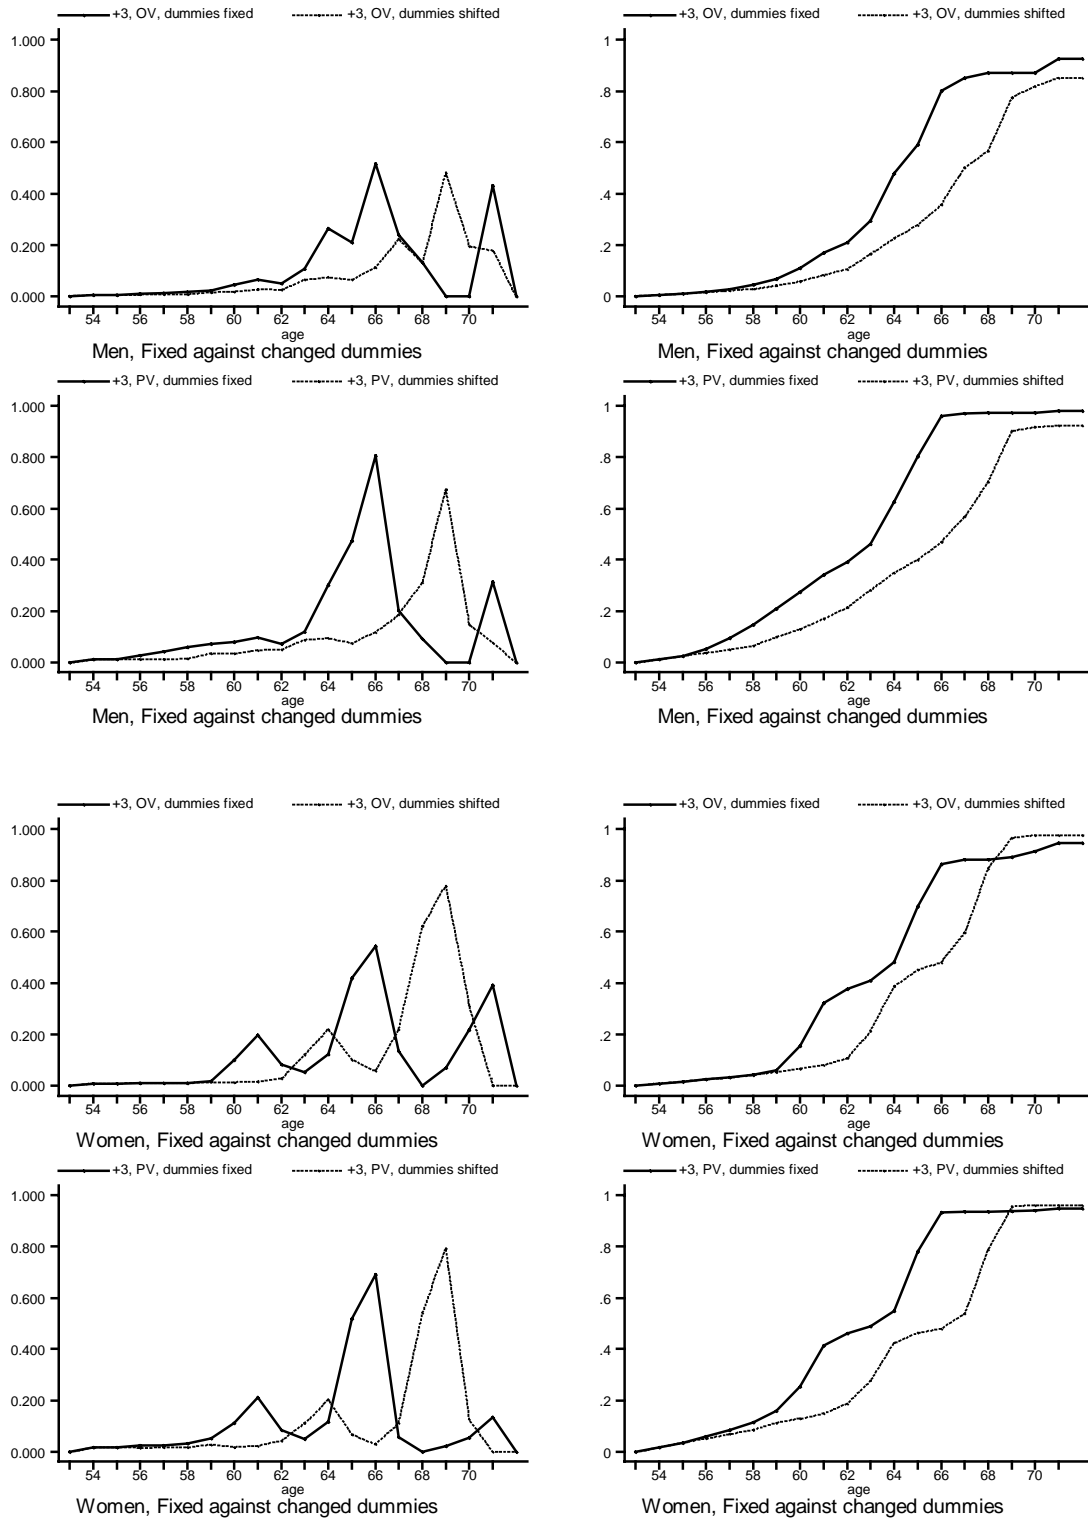 +3, OV, dummies fixed +3, OV, dummies shifted
1.000
0.800
0.600
0.400
0.200
0.000
54 56 58 60 62 64 66 68 70
age
Men, Fixed against changed dummies
+3, OV, dummies fixed +3, OV, dummies shifted
1
.8
.6
.4
.2
0
54 56 58 60 62 64 66 68 70
age
Men, Fixed against changed dummies
+3, PV, dummies fixed +3, PV, dummies shifted
1.000
0.800
0.600
0.400
0.200
0.000
54 56 58 60 62 64 66 68 70
age
Men, Fixed against changed dummies
+3, PV, dummies fixed +3, PV, dummies shifted
1
.8
.6
.4
.2
0
54 56 58 60 62 64 66 68 70
age
Men, Fixed against changed dummies
+3, OV, dummies fixed +3, OV, dummies shifted
1.000
0.800
0.600
0.400
0.200
0.000
54 56 58 60 62 64 66 68 70
age
Women, Fixed against changed dummies
+3, OV, dummies fixed +3, OV, dummies shifted
1
.8
.6
.4
.2
0
54 56 58 60 62 64 66 68 70
age
Women, Fixed against changed dummies
+3, PV, dummies fixed +3, PV, dummies shifted
1.000
0.800
0.600
0.400
0.200
0.000
54 56 58 60 62 64 66 68 70
age
Women, Fixed against changed dummies
+3, PV, dummies fixed +3, PV, dummies shifted
1
.8
.6
.4
.2
0
54 56 58 60 62 64 66 68 70
age
Women, Fixed against changed dummies